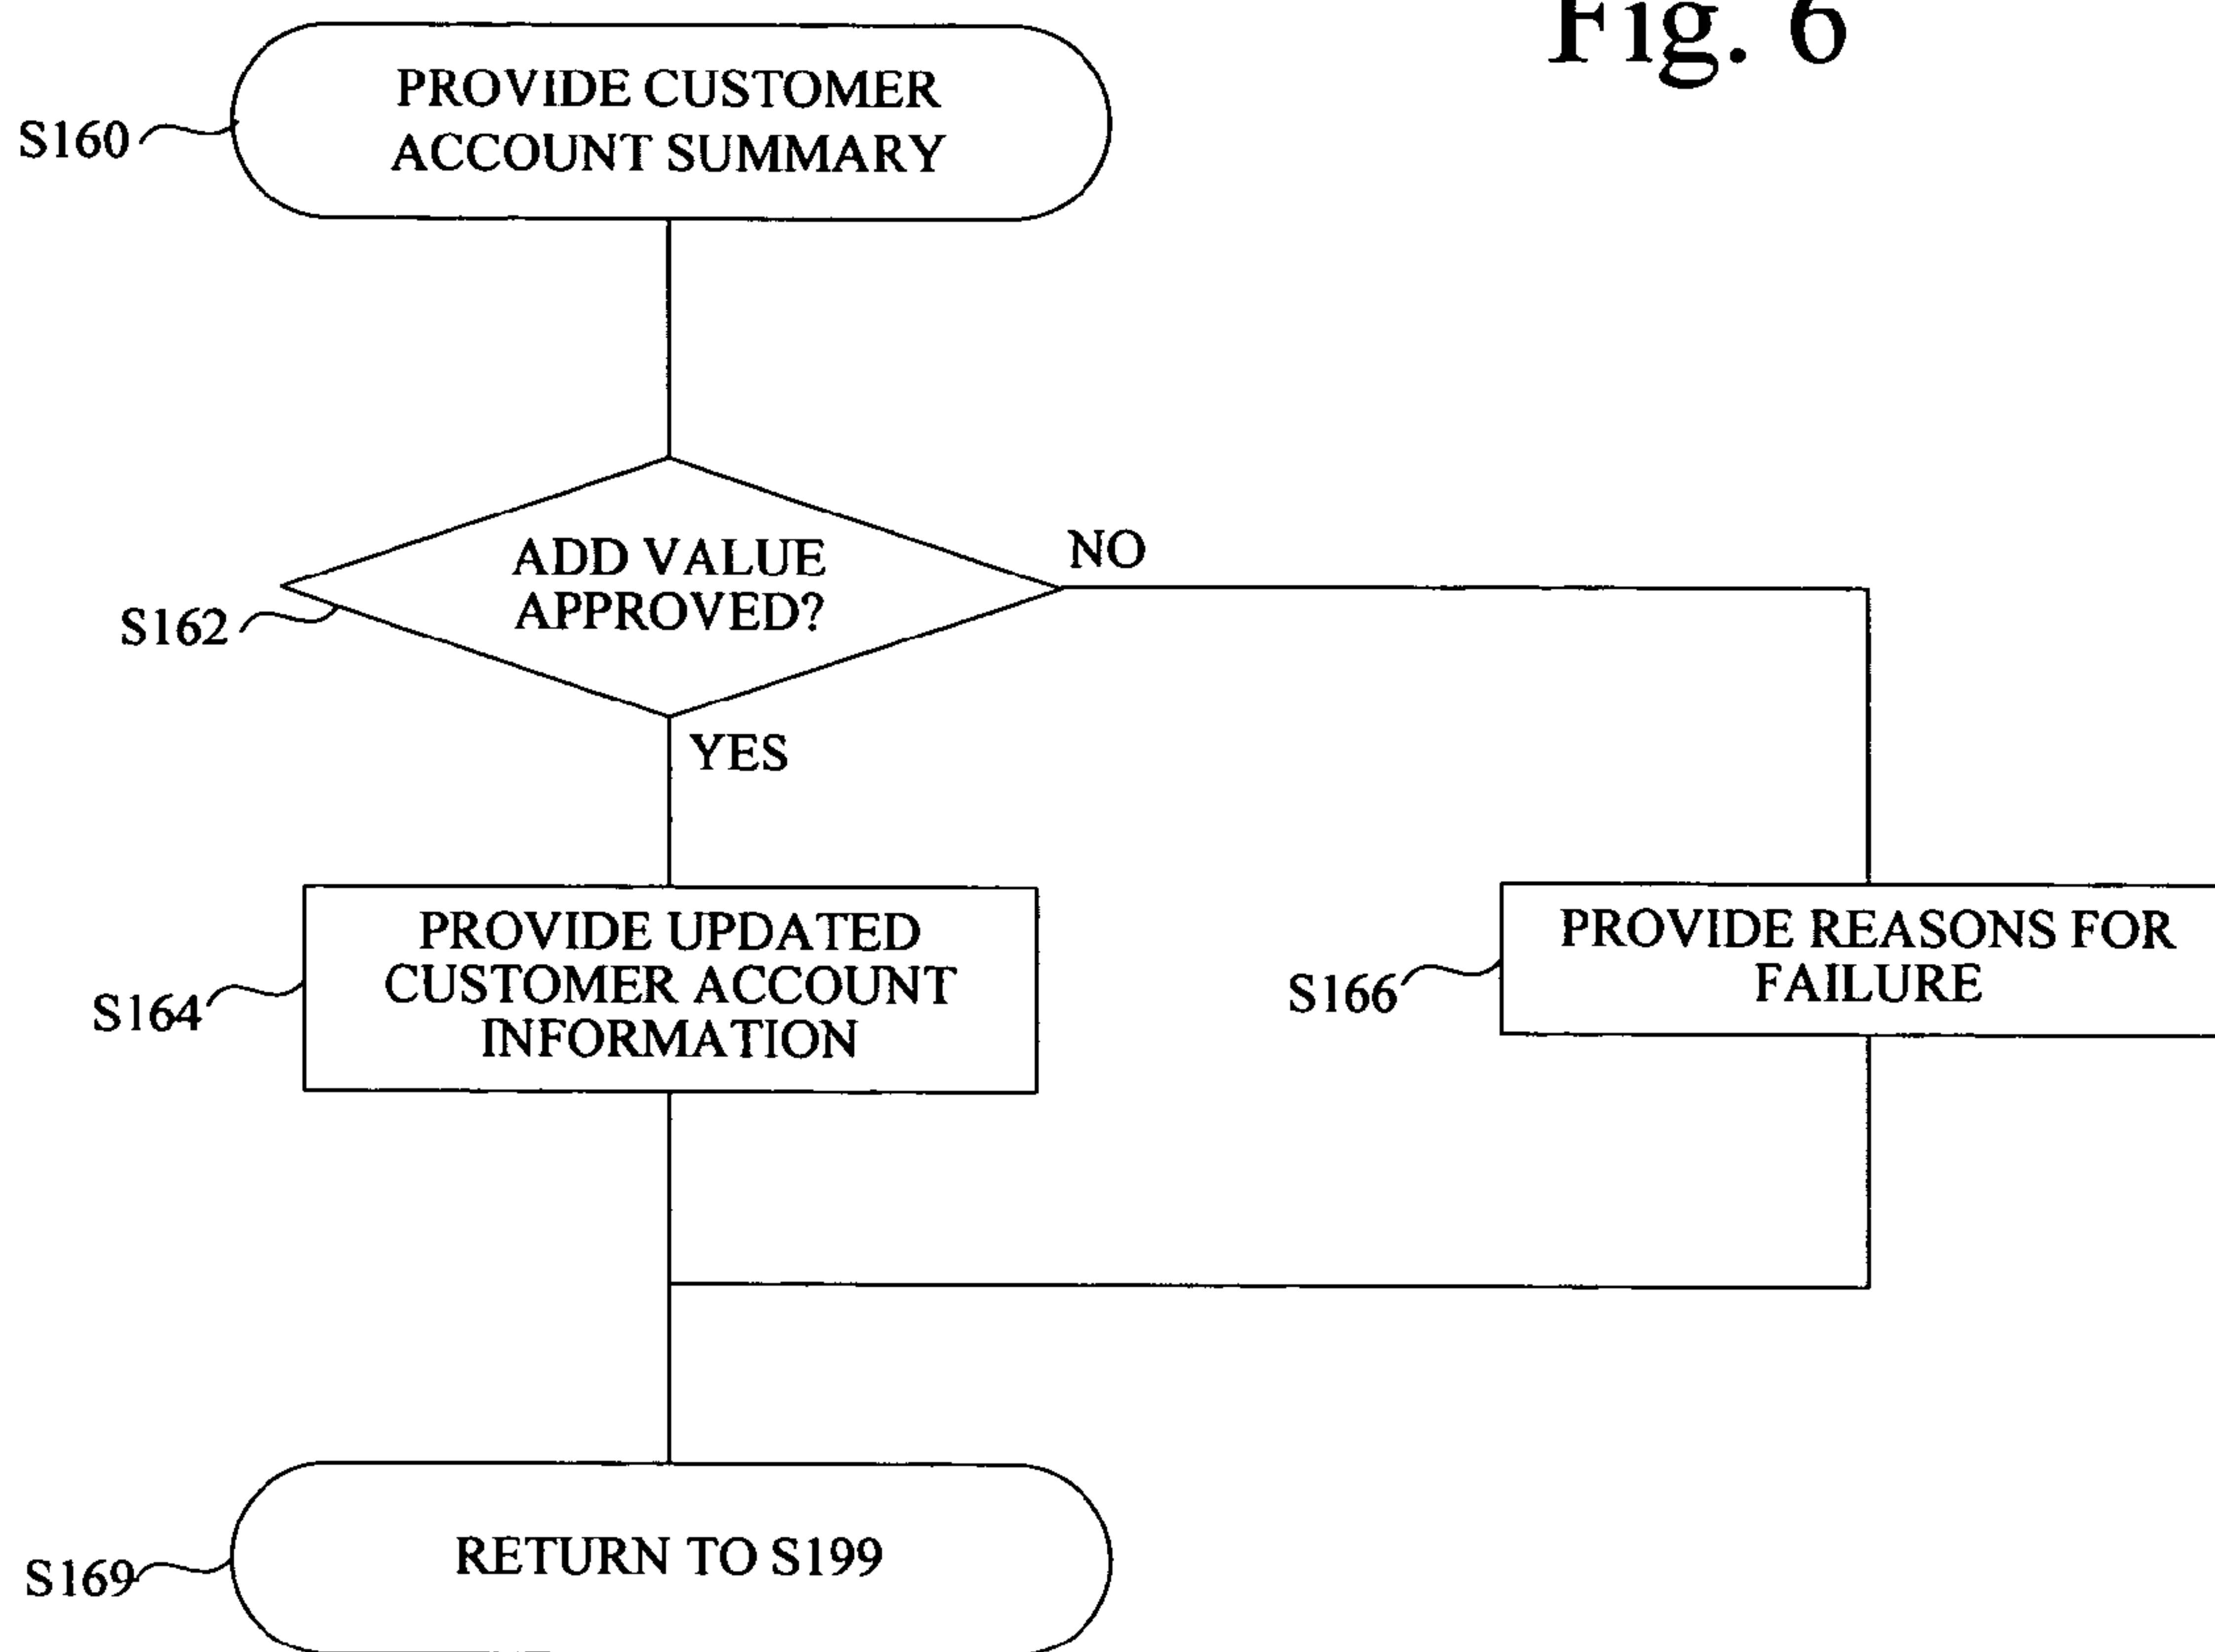 Fig. 6
PROVIDE CUSTOMER
ACCOUNT SUMMARY
S160
ADD VALUE
APPROVED?
NO
S162
YES
PROVIDE UPDATED
CUSTOMER ACCOUNT
INFORMATION
S164
PROVIDE REASONS FOR
FAILURE
S166
RETURN TO S199
S169